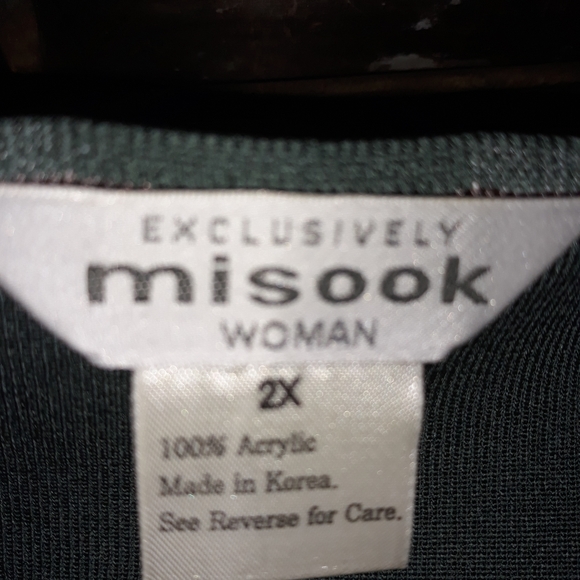 EXCLUSIVELY
misook
WOMAN
2X
100% Acrylic
Made in Korea.
See Reverse for Care.